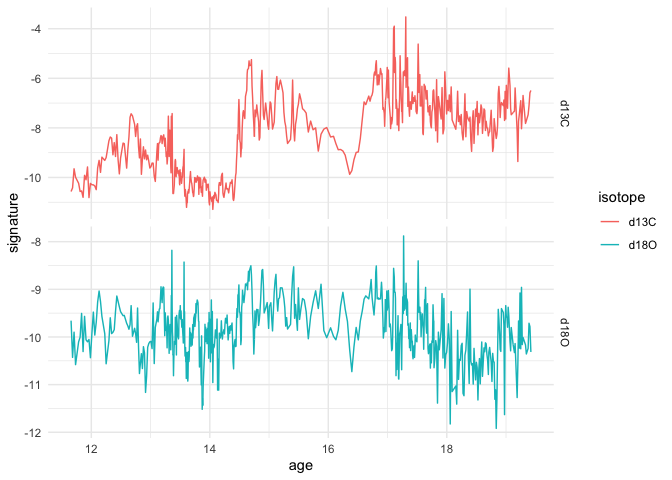 -4
-6
-8
-10
d13C
-8
-9
-10
-11
-12
d18O
signature
12
14
16
18
age
isotope
d13C
d18O